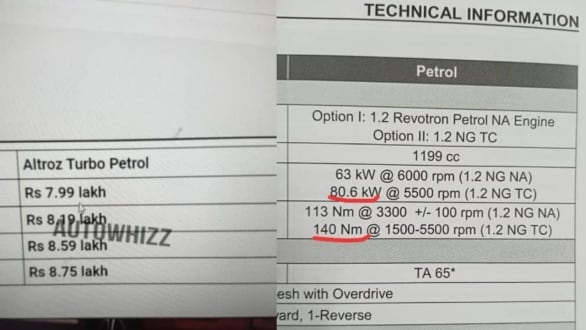 Altroz Turbo Petrol
Rs 7.99 lakh
Rs 8.19 lakh
Rs 8.59 lakh
Rs 8.75 lakh
AUTOWHIZZ
TECHNICAL INFORMATION
Petrol
Option I: 1.2 Revotron Petrol NA Engine
Option II: 1.2 NG TC
1199 cc
63 kW @ 6000 rpm (1.2 NG NA)
80.6 kW @ 5500 rpm (1.2 NG TC)
113 Nm @ 3300 +/- 100 rpm (1.2 NG NA)
140 Nm @ 1500-5500 rpm (1.2 NG TC)
TA 65*
esh with Overdrive
ard, 1-Reverse